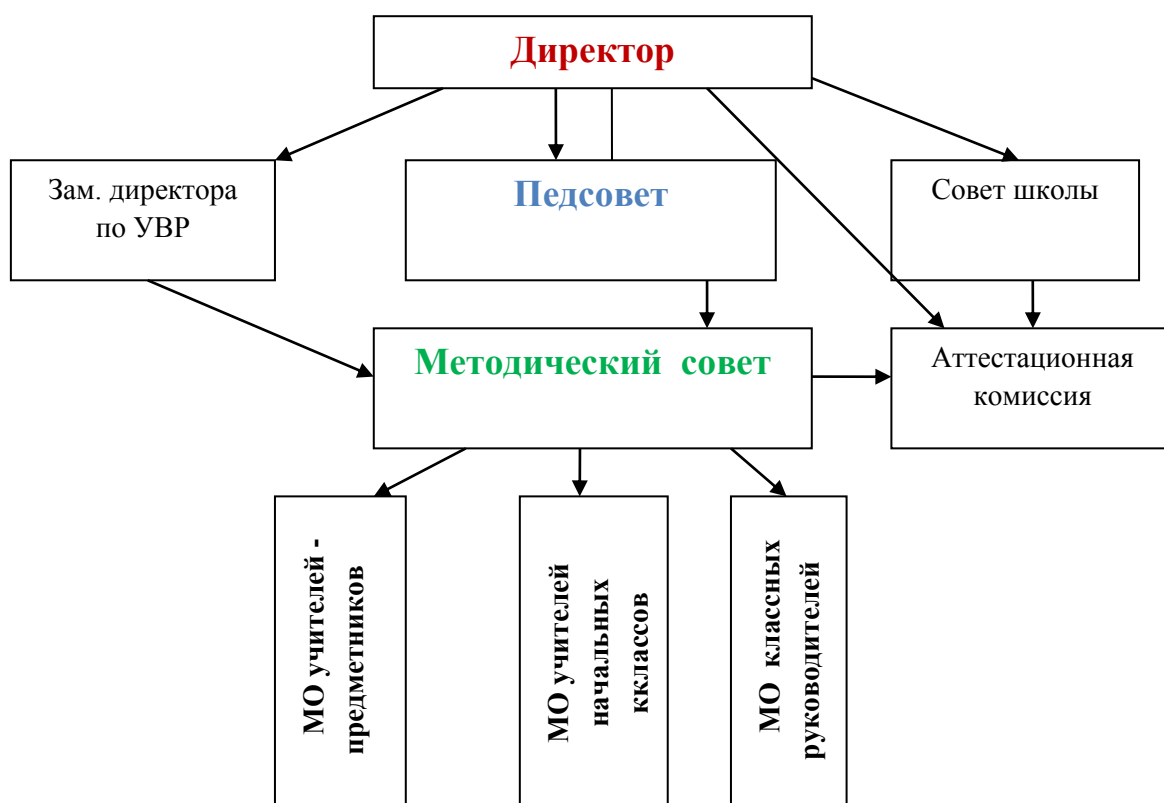 Директор
Зам. директора
по УВР
Педсовет
Совет школы
Методический совет
Аттестационная
комиссия
МО учителей -
предметников
МО учителей
начальных
кклассов
МО классных
руководителей